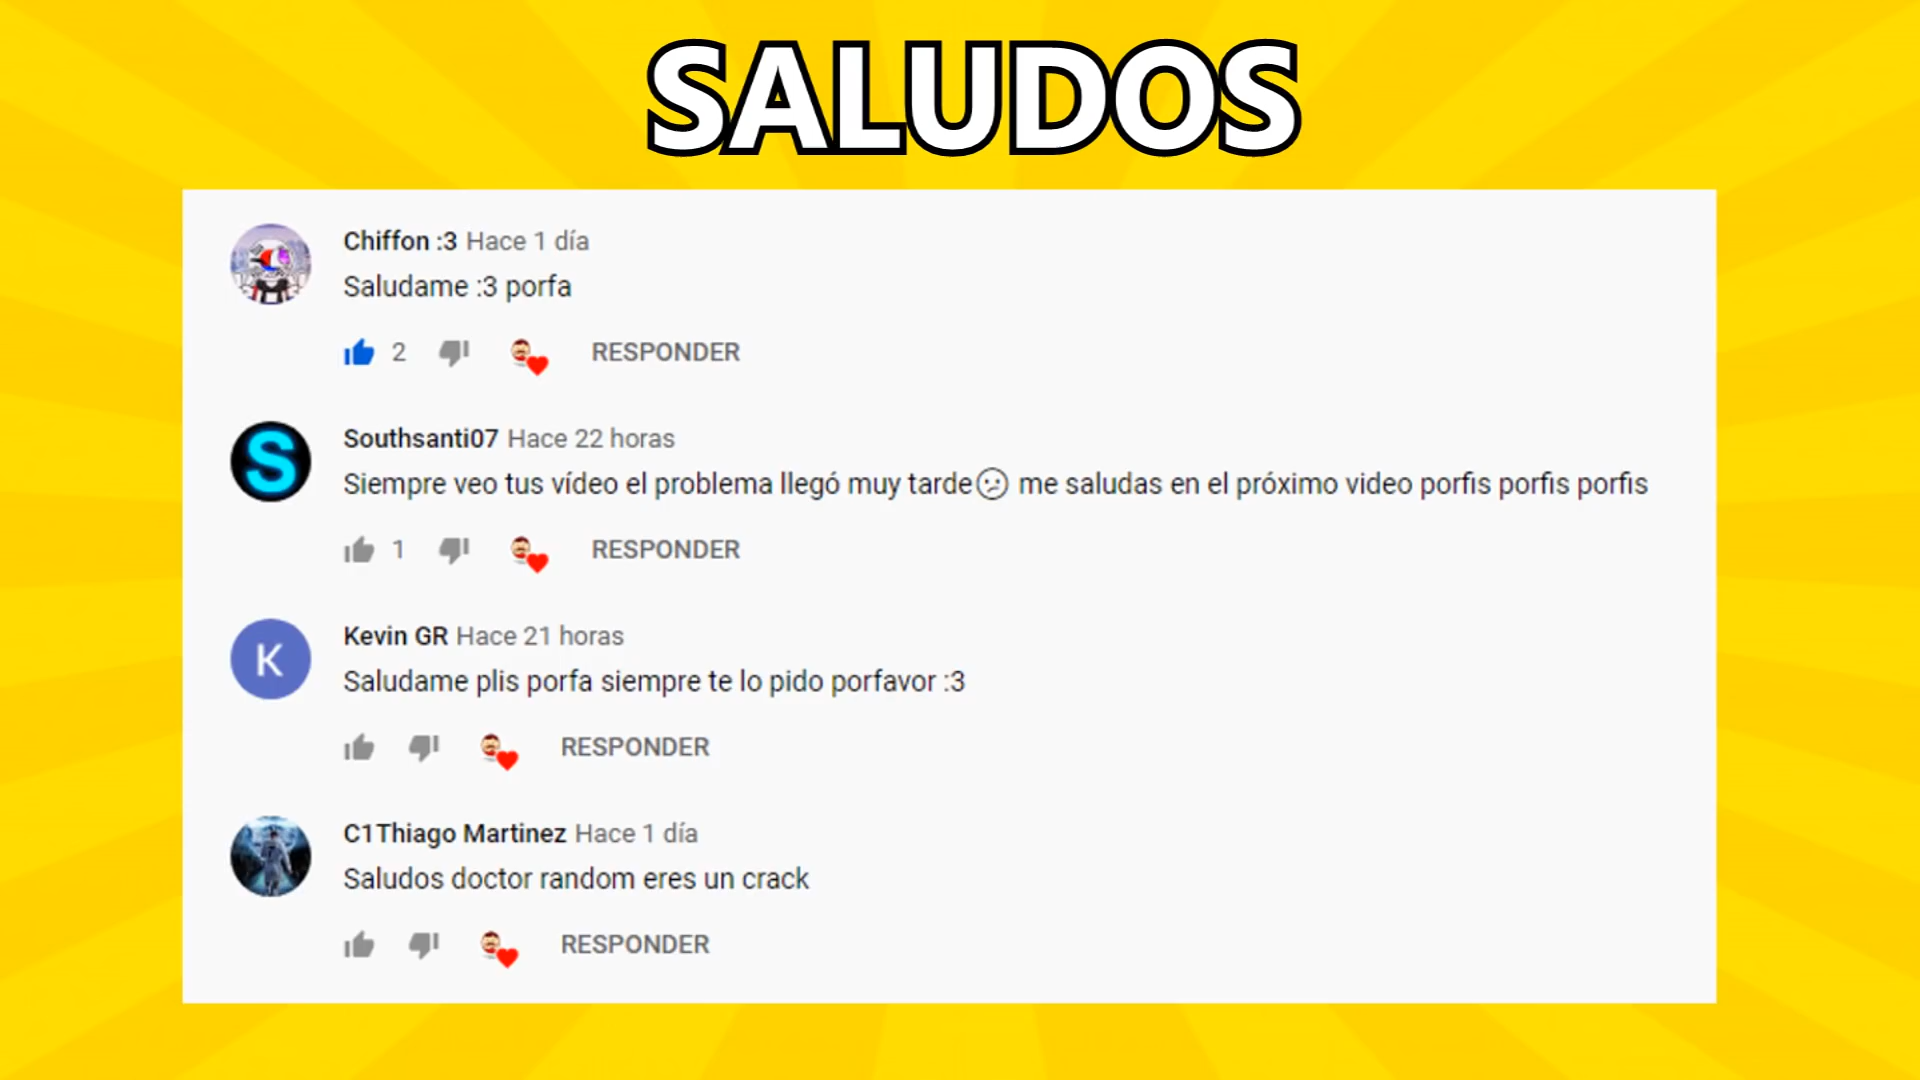 SALUDOS
Chiffon :3 Hace 1 día
Saludame :3 porfa
2 RESPONDER
S
Southsanti07 Hace 22 horas
Siempre veo tus vídeo el problema llegó muy tarde🫤 me saludas en el próximo video porfis porfis porfis
1 RESPONDER
K
Kevin GR Hace 21 horas
Saludame plis porfa siempre te lo pido porfavor :3
RESPONDER
C1Thiago Martinez Hace 1 día
Saludos doctor random eres un crack
RESPONDER